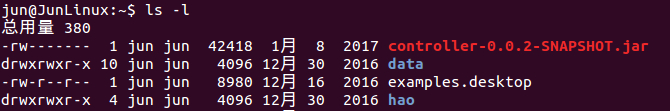 jun@JunLinux:~$ ls -l
总用量 380
-rw------- 1 jun jun 42418 1月 8 2017 controller-0.0.2-SNAPSHOT.jar
drwxrwxr-x 10 jun jun 4096 12月 30 2016 data
-rw-r--r-- 1 jun jun 8980 12月 16 2016 examples.desktop
drwxrwxr-x 4 jun jun 4096 12月 30 2016 hao